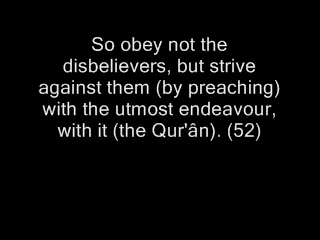 So obey not the
disbelievers, but strive
against them (by preaching)
with the utmost endeavour,
with it (the Qur'ân). (52)